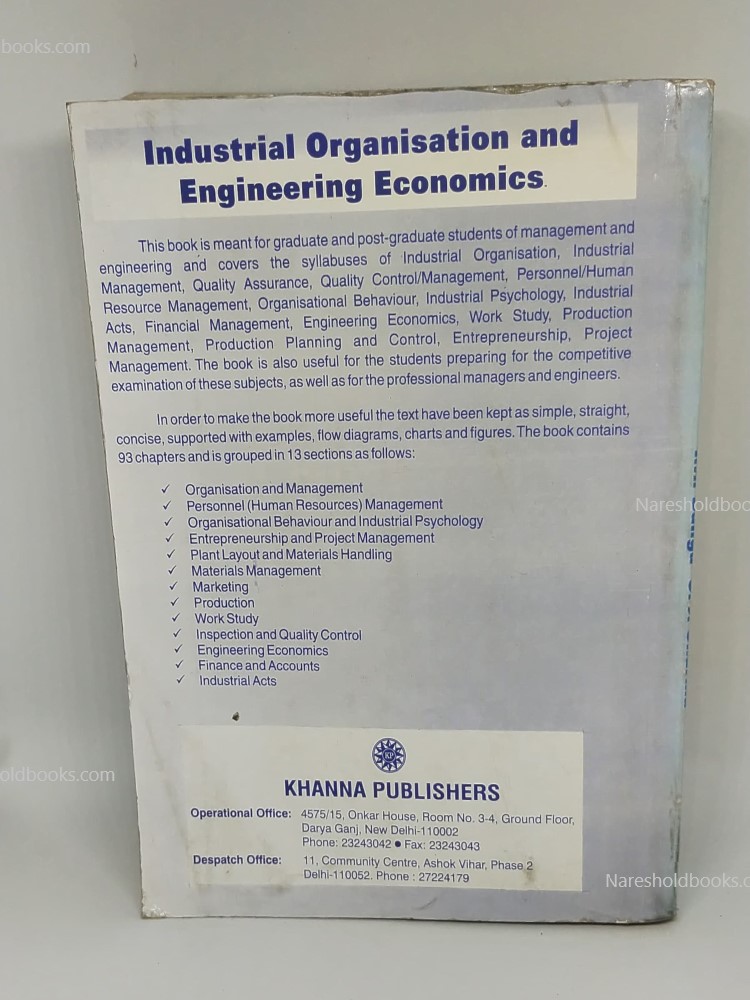 books.com
Industrial Organisation and
Engineering Economics.
This book is meant for graduate and post-graduate students of management and
engineering and covers the syllabuses of Industrial Organisation, Industrial
Management, Quality Assurance, Quality Control/Management, Personnel/Human
Resource Management, Organisational Behaviour, Industrial Psychology, Industrial
Acts, Financial Management, Engineering Economics, Work Study, Production
Management, Production Planning and Control, Entrepreneurship, Project
Management. The book is also useful for the students preparing for the competitive
examination of these subjects, as well as for the professional managers and engineers.
In order to make the book more useful the text have been kept as simple, straight,
concise, supported with examples, flow diagrams, charts and figures. The book contains
93 chapters and is grouped in 13 sections as follows:
✓ Organisation and Management
✓ Personnel (Human Resources) Management
✓ Organisational Behaviour and Industrial Psychology
✓ Entrepreneurship and Project Management
✓ Plant Layout and Materials Handling
✓ Materials Management
✓ Marketing
✓ Production
✓ Work Study
✓ Inspection and Quality Control
✓ Engineering Economics
✓ Finance and Accounts
✓ Industrial Acts
Naresholdboo
oldbooks.com
KP
KHANNA PUBLISHERS
Operational Office: 4575/15, Onkar House, Room No. 3-4, Ground Floor,
Darya Ganj, New Delhi-110002
Phone: 23243042 ● Fax: 23243043
Despatch Office: 11, Community Centre, Ashok Vihar, Phase 2
Delhi-110052. Phone : 27224179
Naresholdbooks.c